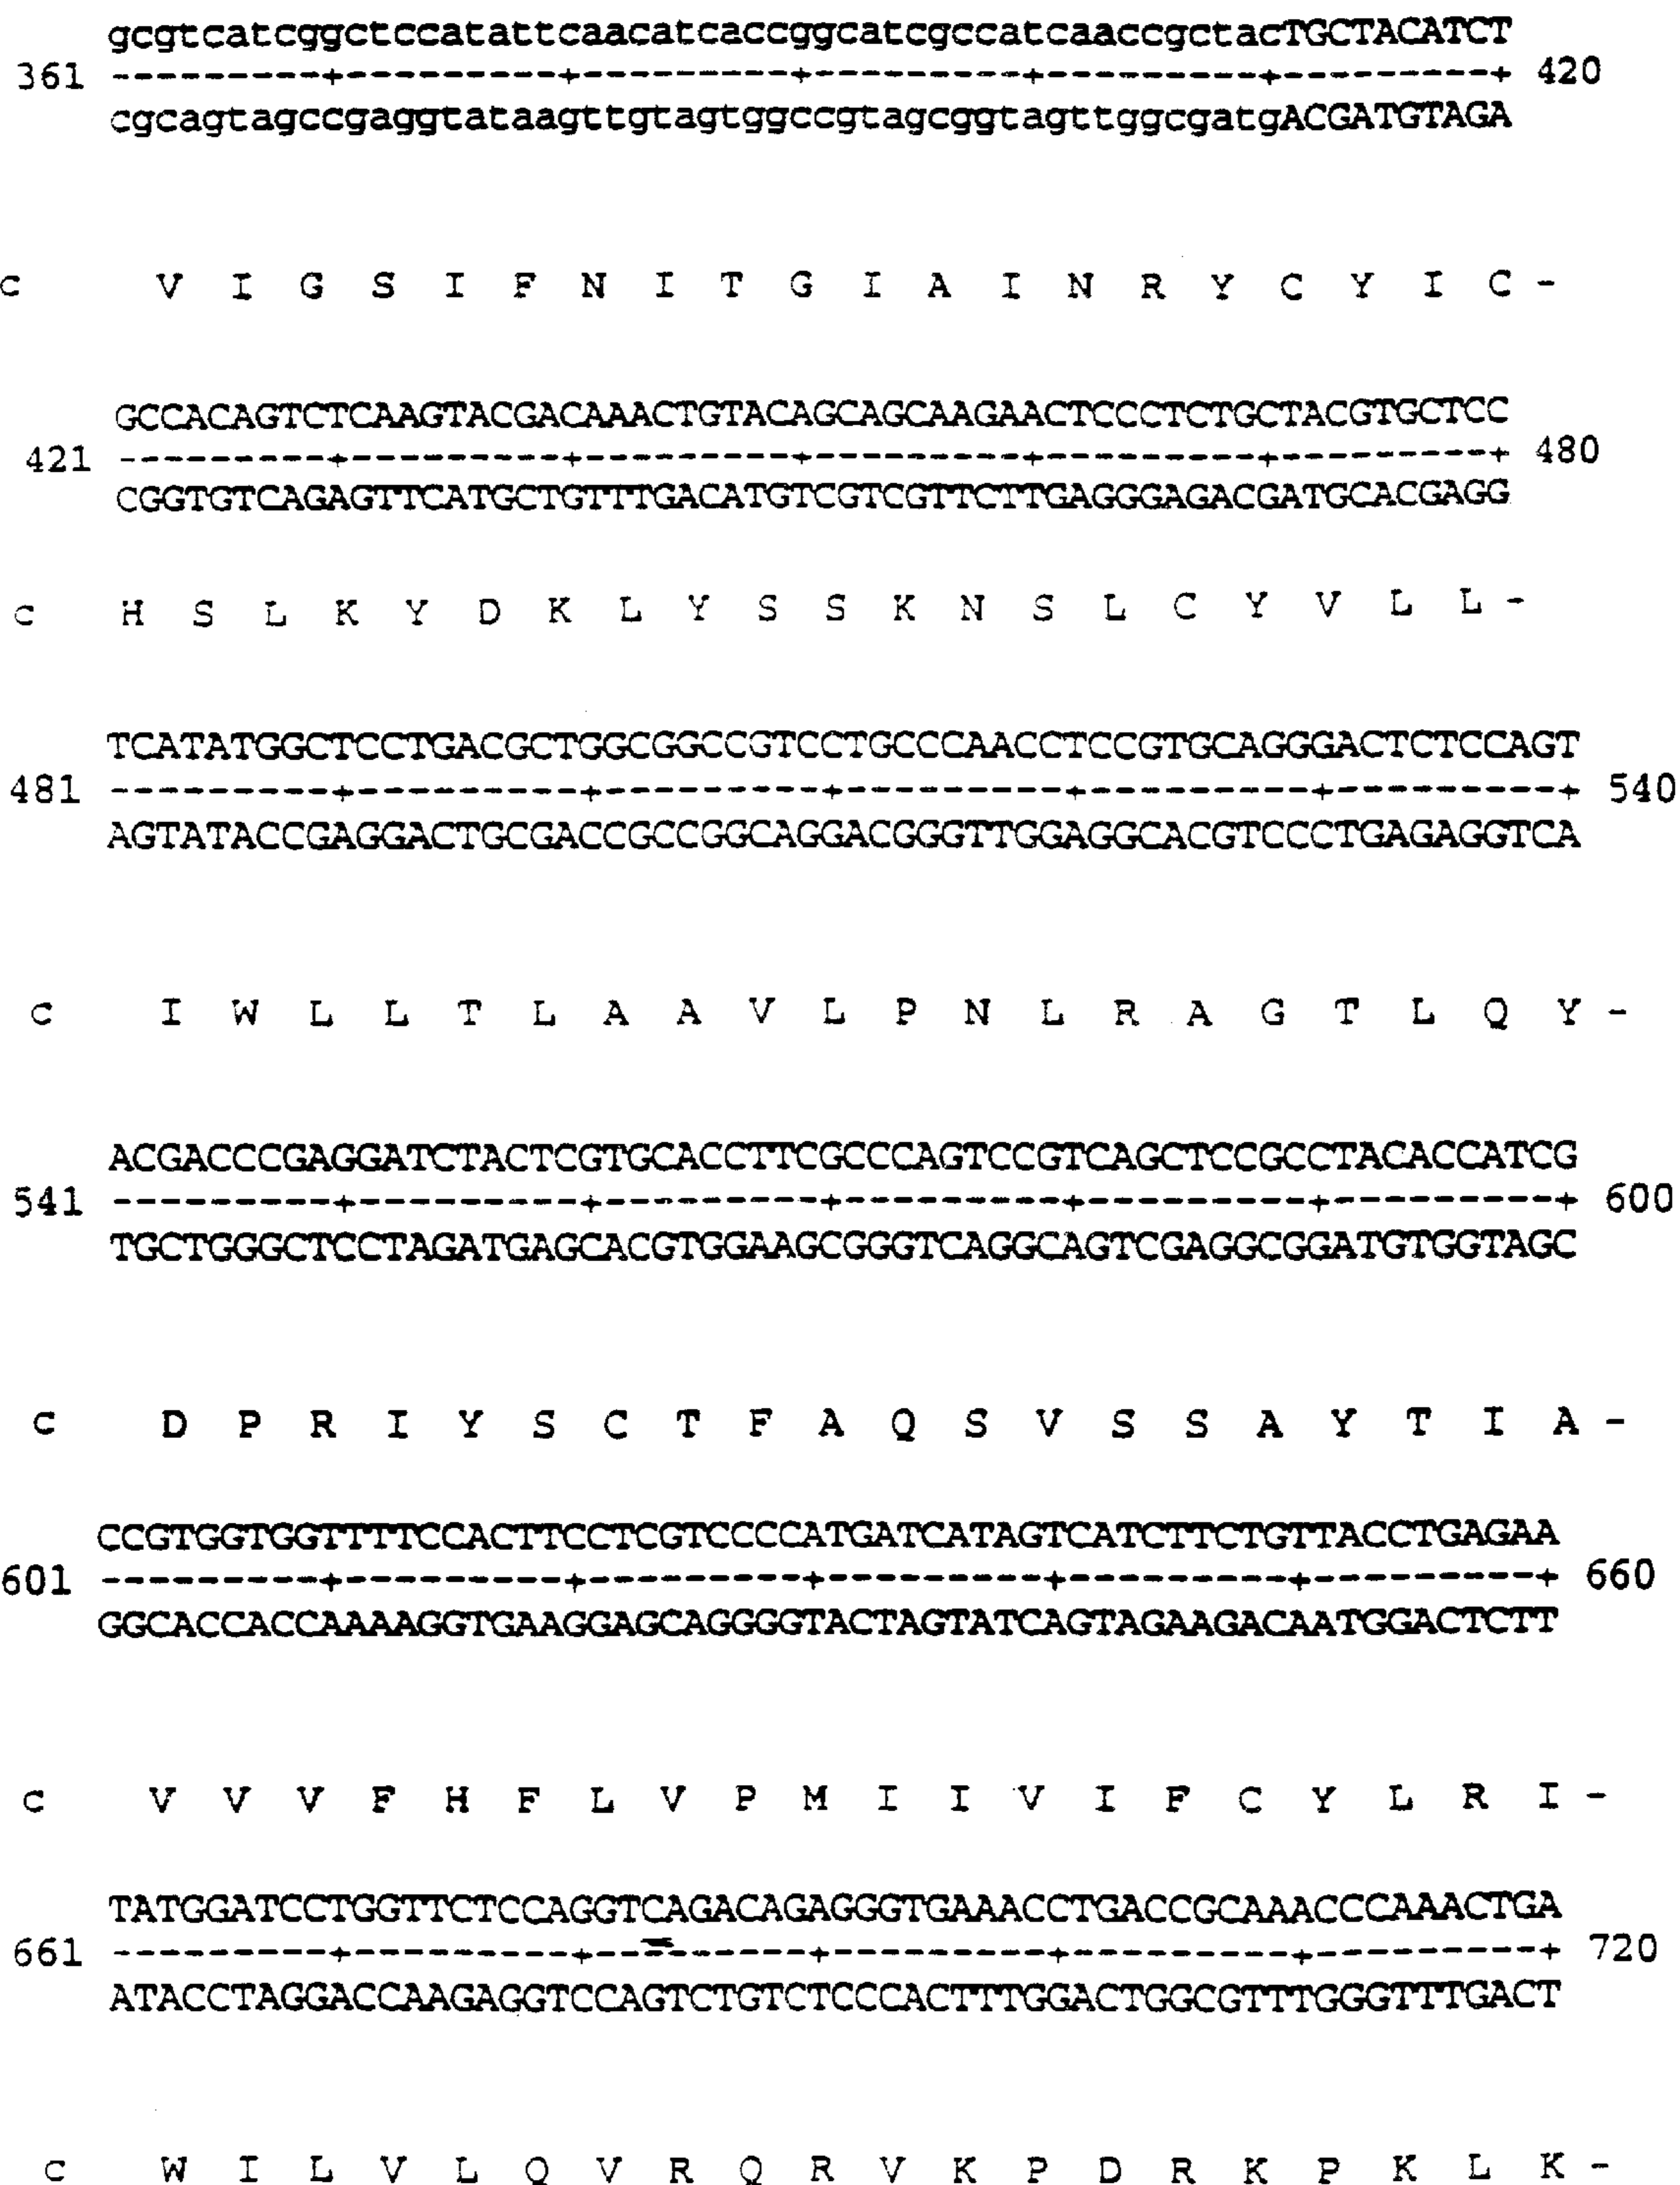 gcgtcatcggctccatattcaacatcaccggcatcgccatcaaccgctacTGCTACATCT
361 ---------+---------+---------+---------+---------+---------+ 420
cgcagtagccgaggtataagttgtagtggccgtagcggtagttggcgatgACGATGTAGA
c V I G S I F N I T G I A I N R Y C Y I C -
GCCACAGTCTCAAGTACGACAAACTGTACAGCAGCAAGAACTCCCTCTGCTACGTGCTCC
421 ---------+---------+---------+---------+---------+---------+ 480
CGGTGTCAGAGTTCATGCTGTTTGACATGTCGTCGTTCTTGAGGGAGACGATGCACGAGG
c H S L K Y D K L Y S S K N S L C Y V L L -
TCATATGGCTCCTGACGCTGGCGGCCGTCCTGCCCAACCTCCGTGCAGGGACTCTCCAGT
481 ---------+---------+---------+---------+---------+---------+ 540
AGTATACCGAGGACTGCGACCGCCGGCAGGACGGGTTGGAGGCACGTCCCTGAGAGGTCA
c I W L L T L A A V L P N L R A G T L Q Y -
ACGACCCGAGGATCTACTCGTGCACCTTCGCCCAGTCCGTCAGCTCCGCCTACACCATCG
541 ---------+---------+---------+---------+---------+---------+ 600
TGCTGGGCTCCTAGATGAGCACGTGGAAGCGGGTCAGGCAGTCGAGGCGGATGTGGTAGC
c D P R I Y S C T F A Q S V S S A Y T I A -
CCGTGGTGGTTTTCCACTTCCTCGTCCCCATGATCATAGTCATCTTCTGTTACCTGAGAA
601 ---------+---------+---------+---------+---------+---------+ 660
GGCACCACCAAAAGGTGAAGGAGCAGGGGTACTAGTATCAGTAGAAGACAATGGACTCTT
c V V V F H F L V P M I I V I F C Y L R I -
TATGGATCCTGGTTCTCCAGGTCAGACAGAGGGTGAAACCTGACCGCAAACCCAAACTGA
661 ---------+---------+---------+---------+---------+---------+ 720
ATACCTAGGACCAAGAGGTCCAGTCTGTCTCCCACTTTGGACTGGCGTTTGGGTTTGACT
c W I L V L Q V R Q R V K P D R K P K L K -